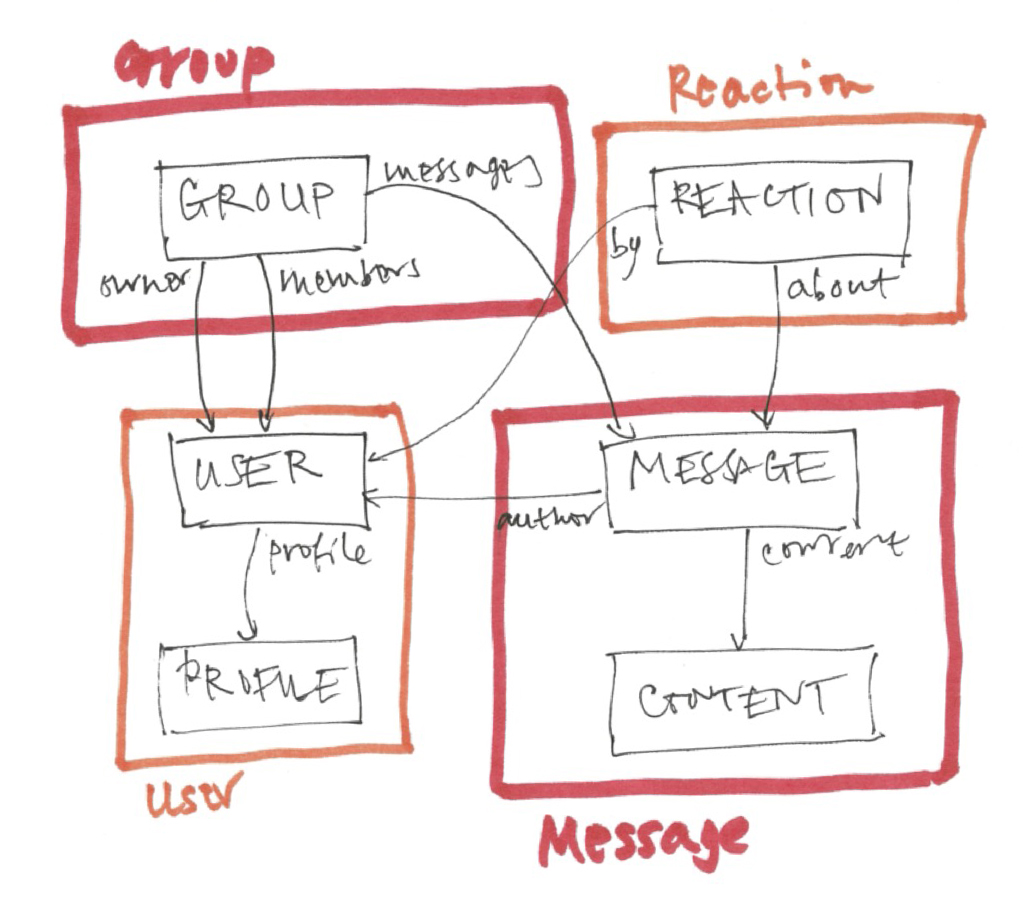 Group
Reaction
GROUP
messages
REACTION
owner
members
by
about
USER
MESSAGE
author
profile
content
PROFILE
CONTENT
User
Message